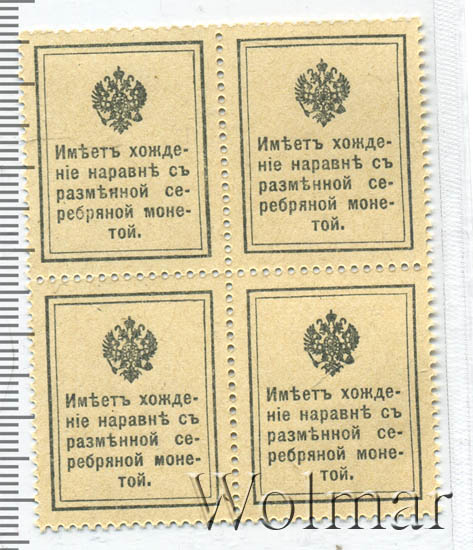 Имѣетъ хожде-
ніе наравнѣ съ
размѣнной се-
ребряной моне-
той.
Имѣетъ хожде-
ніе наравнѣ съ
размѣнной се-
ребряной моне-
той.
Имѣетъ хожде-
ніе наравнѣ съ
размѣнной се-
ребряной моне-
той.
Имѣетъ хожде-
ніе наравнѣ съ
размѣнной се-
ребряной моне-
той.
Wolmar